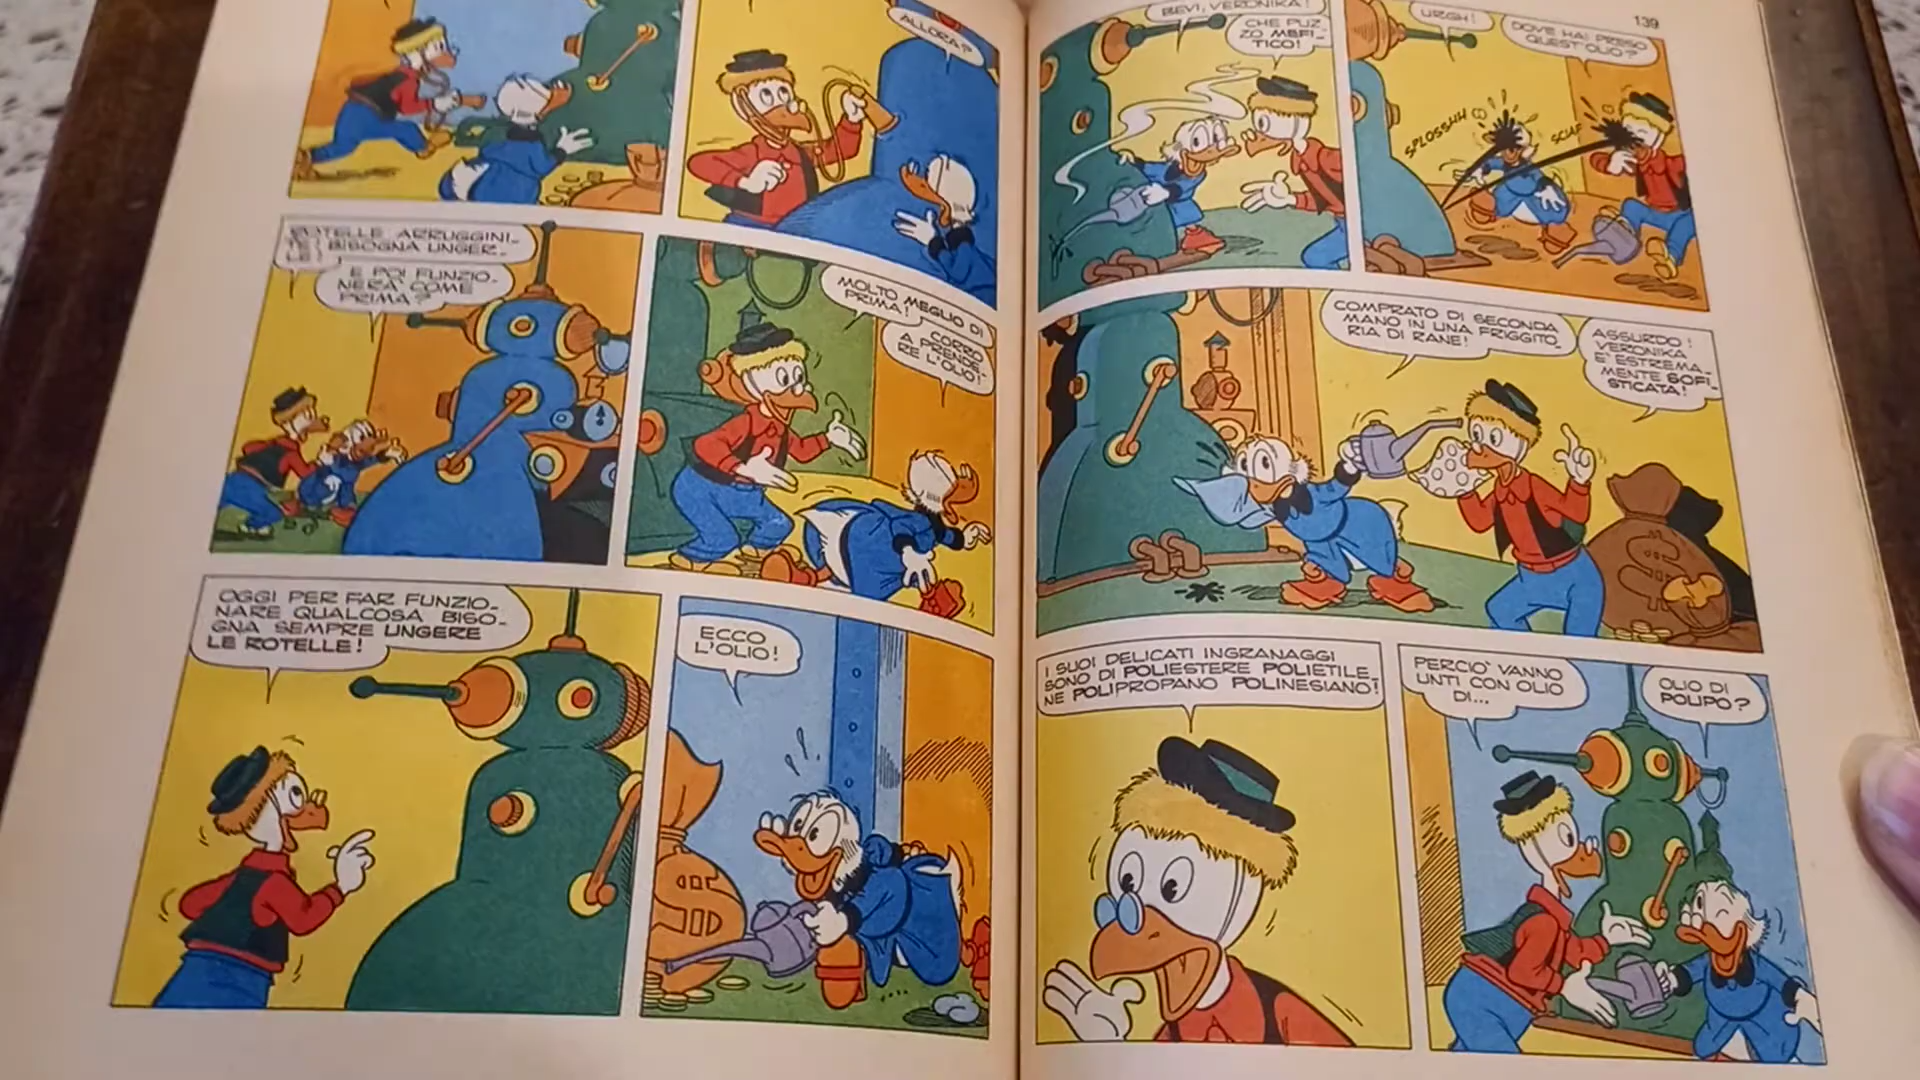 ALLORA?
ROTELLE ARRUGGINI-
TE! BISOGNA UNGER-
LE!
E POI FUNZIO-
NERA' COME
PRIMA?
MOLTO MEGLIO DI
PRIMA!
CORRO
A PRENDE-
RE L'OLIO!
OGGI PER FAR FUNZIO-
NARE QUALCOSA BISO-
GNA SEMPRE UNGERE
LE ROTELLE!
ECCO
L'OLIO!
139
BEVI, VERONIKA!
CHE PUZ-
ZO MEFI-
TICO!
URGH!
DOVE HAI PRESO
QUEST'OLIO?
SPLOSHH
SCIAF
COMPRATO DI SECONDA
MANO IN UNA FRIGGITO-
RIA DI RANE!
ASSURDO!
VERONIKA
E' ESTREMA-
MENTE SOFI-
STICATA!
I SUOI DELICATI INGRANAGGI
SONO DI POLIESTERE POLIETILE-
NE POLIPROPANO POLINESIANO!
PERCIO' VANNO
UNTI CON OLIO
DI...
OLIO DI
POLIPO?
$
$